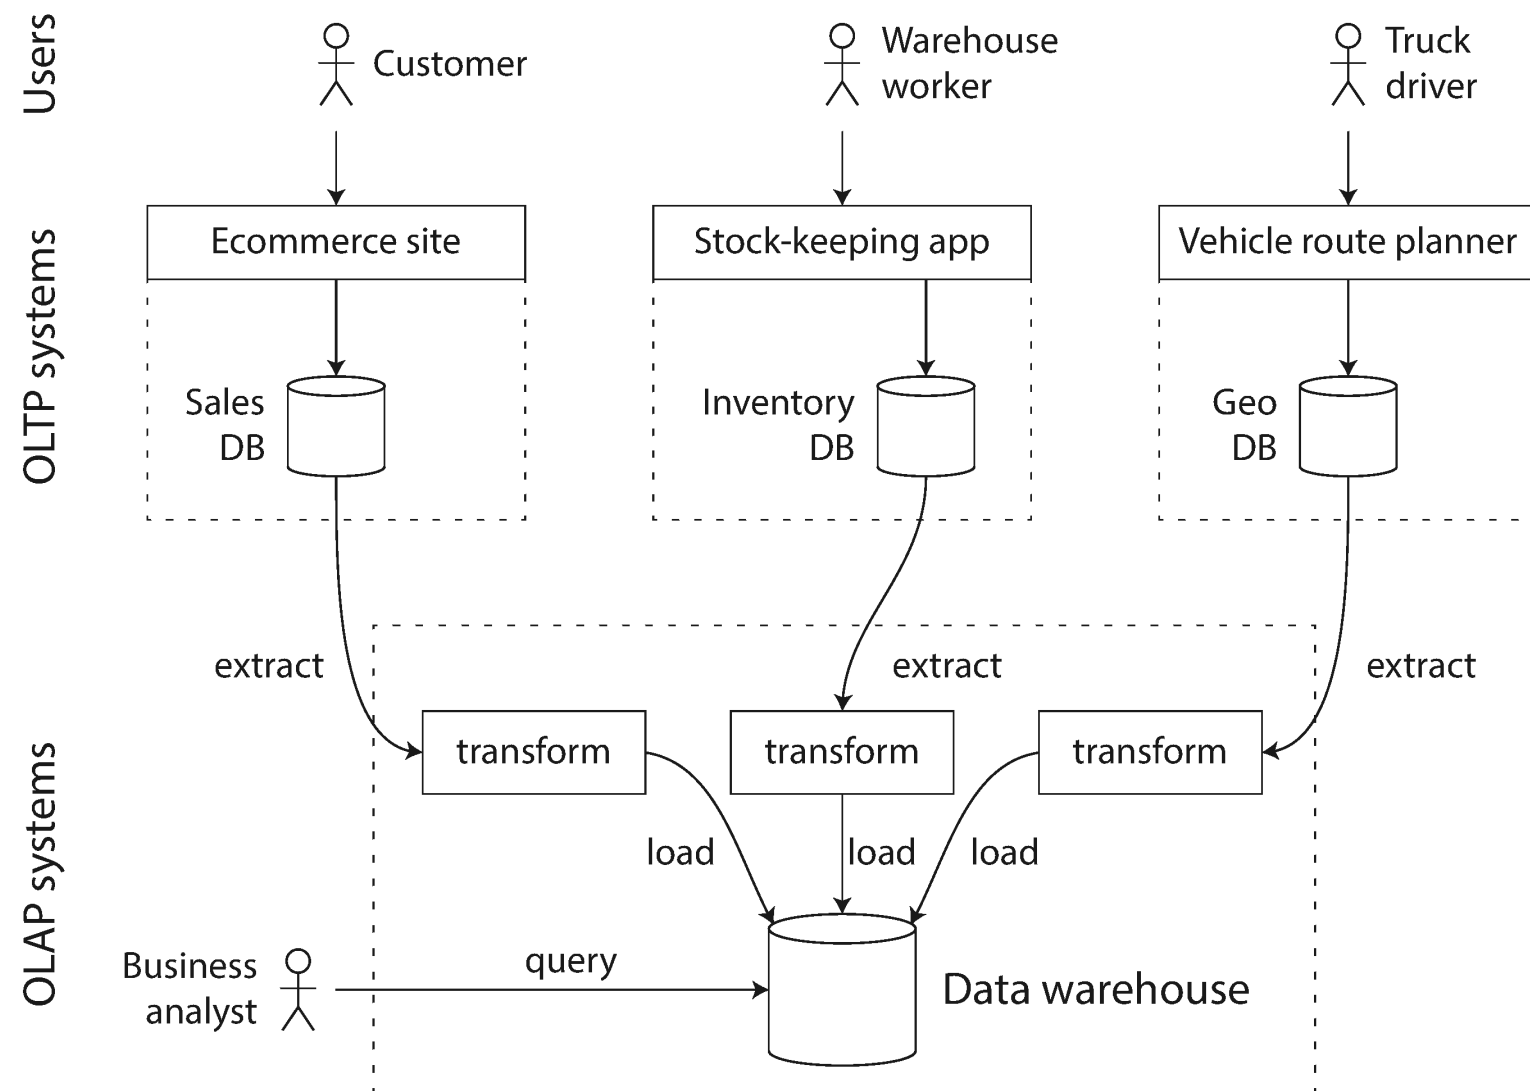 Users
Customer
Warehouse
worker
Truck
driver
OLTP systems
Ecommerce site
Stock-keeping app
Vehicle route planner
Sales
DB
Inventory
DB
Geo
DB
extract
extract
extract
OLAP systems
transform
transform
transform
load
load
load
Business
analyst
query
Data warehouse